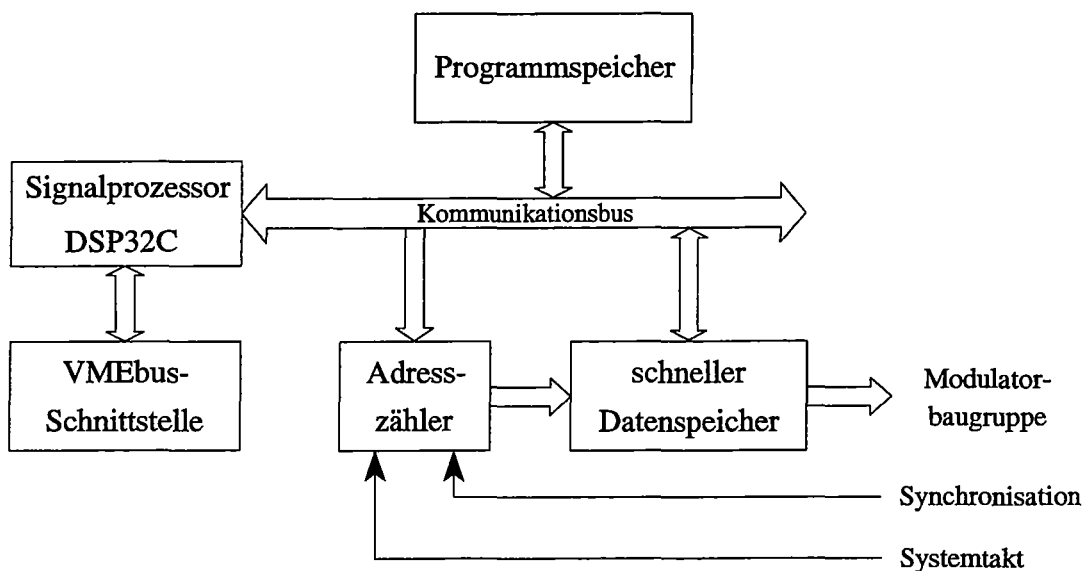 Programmspeicher
Signalprozessor
DSP32C
Kommunikationsbus
VMEbus-
Schnittstelle
Adress-
zähler
schneller
Datenspeicher
Modulator-
baugruppe
Synchronisation
Systemtakt